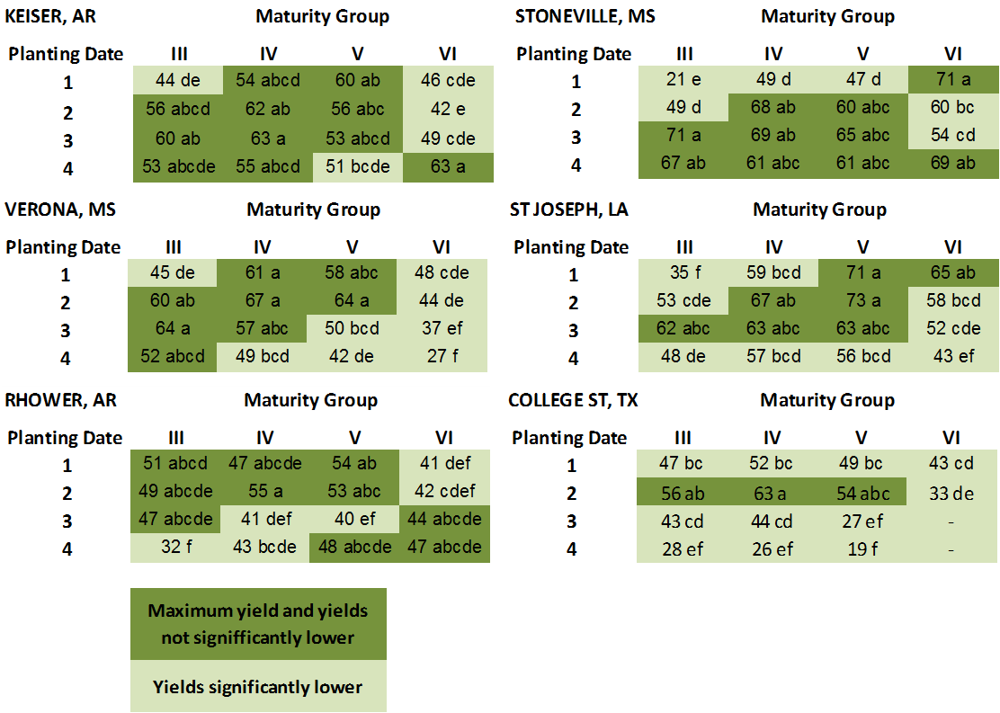 KEISER, AR Maturity Group
Planting Date III IV V VI
1 44 de 54 abcd 60 ab 46 cde
2 56 abcd 62 ab 56 abc 42 e
3 60 ab 63 a 53 abcd 49 cde
4 53 abcde 55 abcd 51 bcde 63 a
STONEVILLE, MS Maturity Group
Planting Date III IV V VI
1 21 e 49 d 47 d 71 a
2 49 d 68 ab 60 abc 60 bc
3 71 a 69 ab 65 abc 54 cd
4 67 ab 61 abc 61 abc 69 ab
VERONA, MS Maturity Group
Planting Date III IV V VI
1 45 de 61 a 58 abc 48 cde
2 60 ab 67 a 64 a 44 de
3 64 a 57 abc 50 bcd 37 ef
4 52 abcd 49 bcd 42 de 27 f
ST JOSEPH, LA Maturity Group
Planting Date III IV V VI
1 35 f 59 bcd 71 a 65 ab
2 53 cde 67 ab 73 a 58 bcd
3 62 abc 63 abc 63 abc 52 cde
4 48 de 57 bcd 56 bcd 43 ef
RHOWER, AR Maturity Group
Planting Date III IV V VI
1 51 abcd 47 abcde 54 ab 41 def
2 49 abcde 55 a 53 abc 42 cdef
3 47 abcde 41 def 40 ef 44 abcde
4 32 f 43 bcde 48 abcde 47 abcde
COLLEGE ST, TX Maturity Group
Planting Date III IV V VI
1 47 bc 52 bc 49 bc 43 cd
2 56 ab 63 a 54 abc 33 de
3 43 cd 44 cd 27 ef -
4 28 ef 26 ef 19 f -
Maximum yield and yields
not signifficantly lower
Yields significantly lower